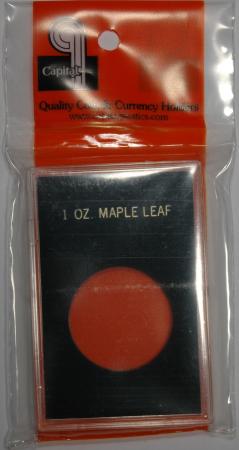 Capital
Quality Coin & Currency Holders
1 OZ. MAPLE LEAF